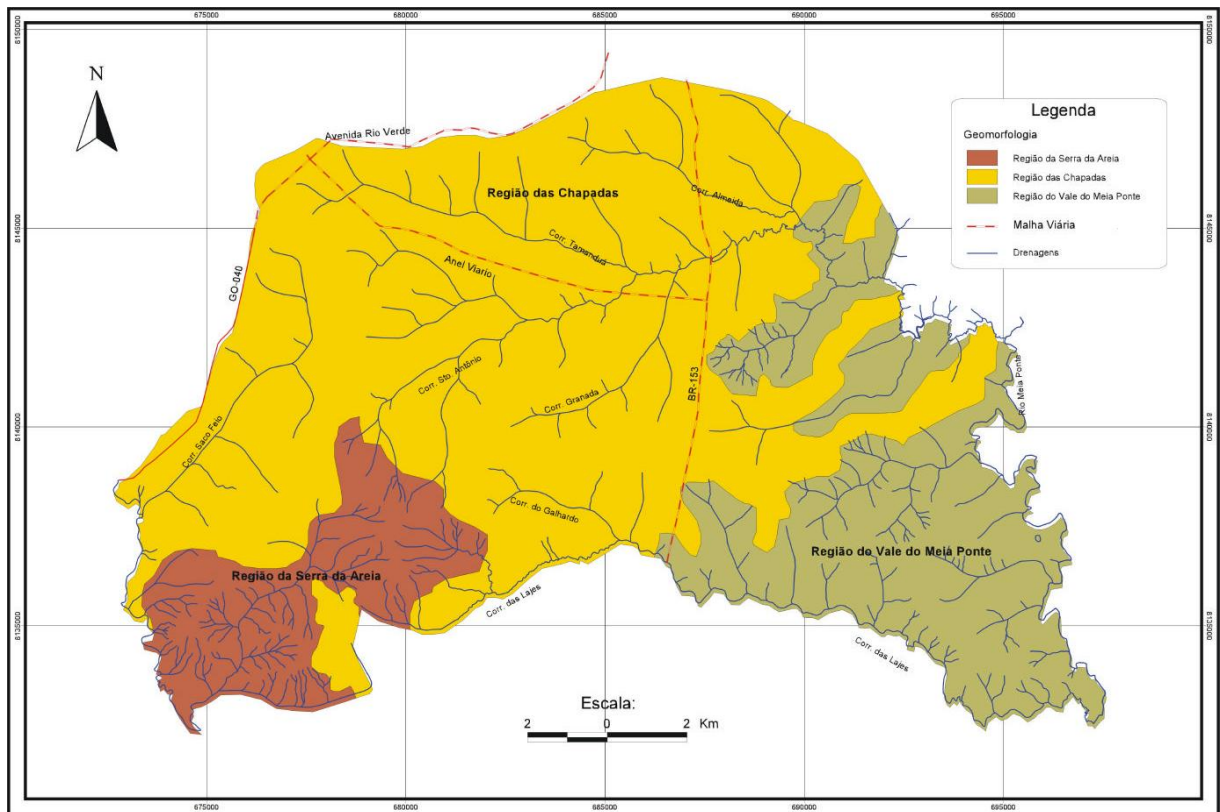 675000
680000
685000
690000
695000
8150000
8150000
N
Legenda
Geomorfologia
Região da Serra da Areia
Região das Chapadas
Região do Vale do Meia Ponte
Malha Viária
Drenagens
Avenida Rio Verde
Região das Chapadas
Corr. Almeida
8145000
8145000
Corr. Tamanduá
Anel Viario
GO-040
Corr. Sto. Antônio
BR-153
Rio Meia Ponte
Corr. Granada
8140000
8140000
Corr. Saco Feio
Corr. do Galhardo
Região do Vale do Meia Ponte
Região da Serra da Areia
Corr. das Lajes
8135000
8135000
Corr. das Lajes
Escala:
2 0 2 Km
675000
680000
685000
690000
695000